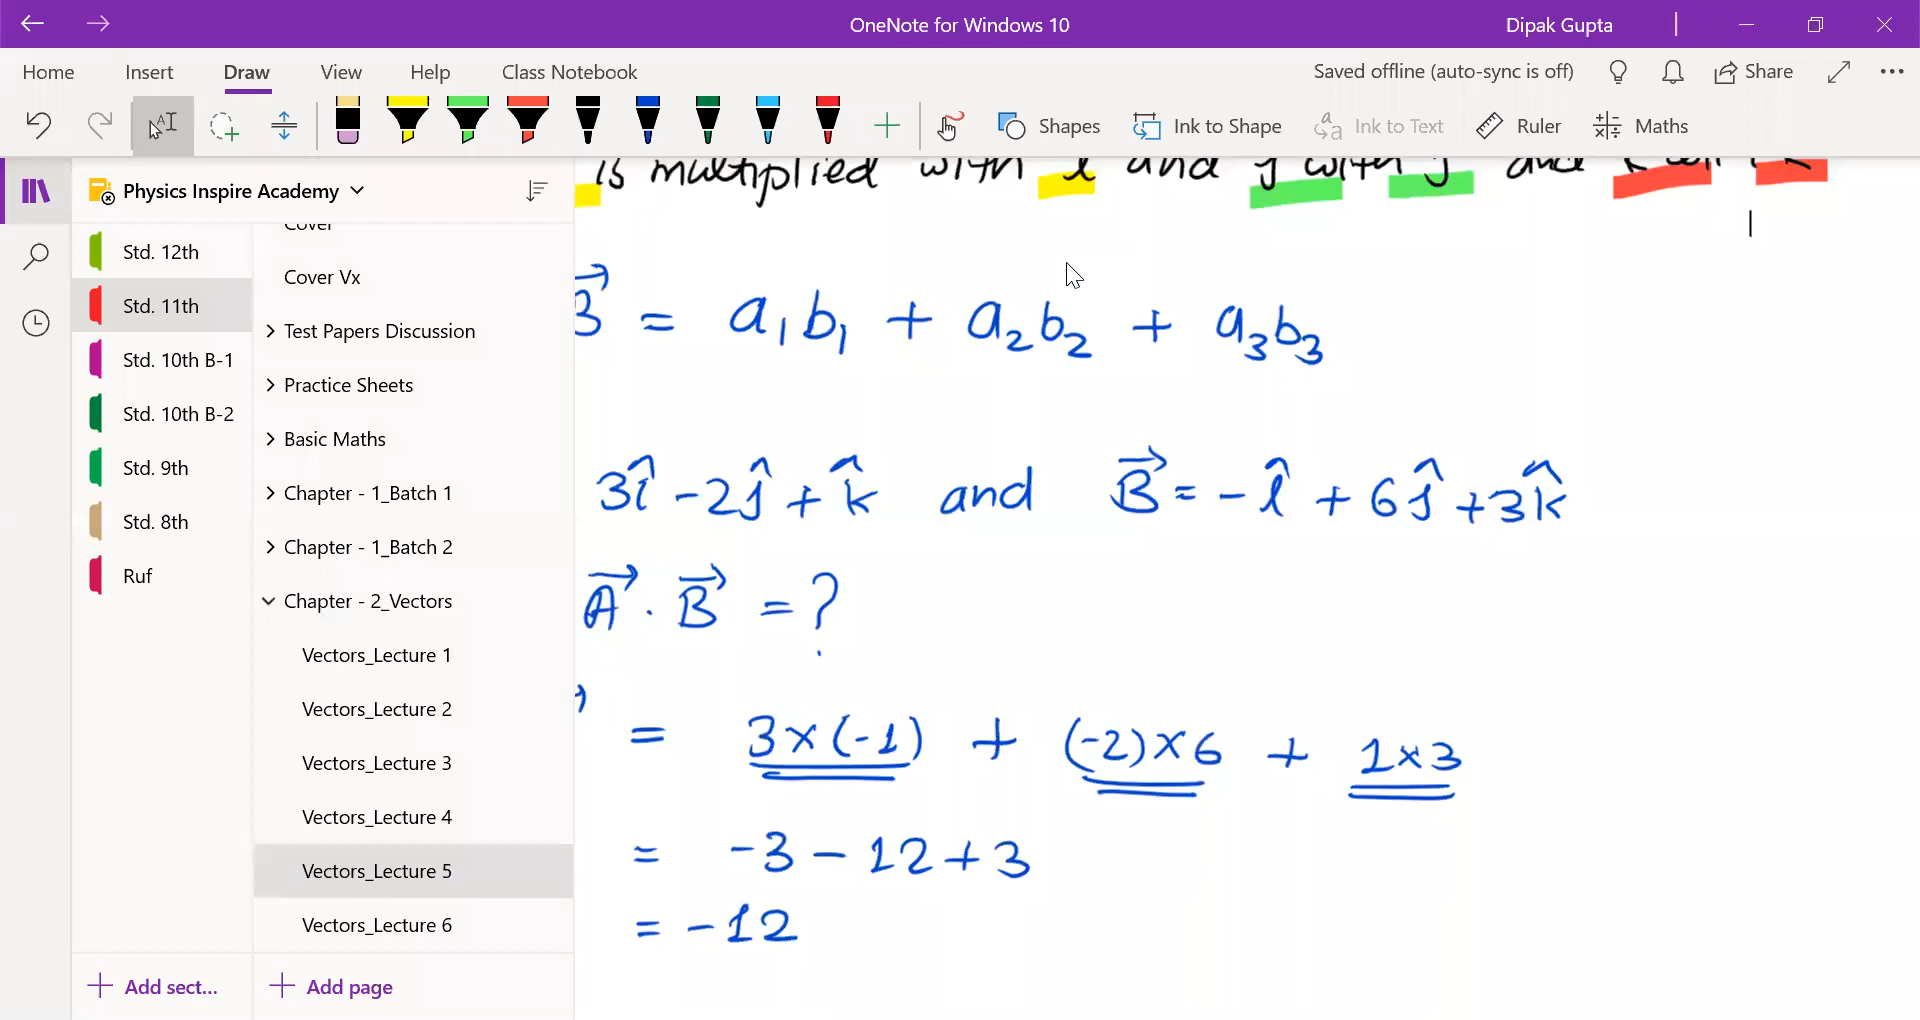 OneNote for Windows 10
Dipak Gupta
Home Insert Draw View Help Class Notebook
Saved offline (auto-sync is off) Share
Shapes Ink to Shape Ink to Text Ruler Maths
Physics Inspire Academy
Std. 12th
Std. 11th
Std. 10th B-1
Std. 10th B-2
Std. 9th
Std. 8th
Ruf
Add sect...
Cover
Cover Vx
Test Papers Discussion
Practice Sheets
Basic Maths
Chapter - 1_Batch 1
Chapter - 1_Batch 2
Chapter - 2_Vectors
Vectors_Lecture 1
Vectors_Lecture 2
Vectors_Lecture 3
Vectors_Lecture 4
Vectors_Lecture 5
Vectors_Lecture 6
Add page
is multiplied with î and ĵ with ĵ and
B⃗ = a₁b₁ + a₂b₂ + a₃b₃
3î - 2ĵ + k̂ and B⃗ = - î + 6ĵ + 3k̂
A⃗ . B⃗ = ?
= 3×(-1) + (-2)×6 + 1×3
= -3 - 12 + 3
= -12